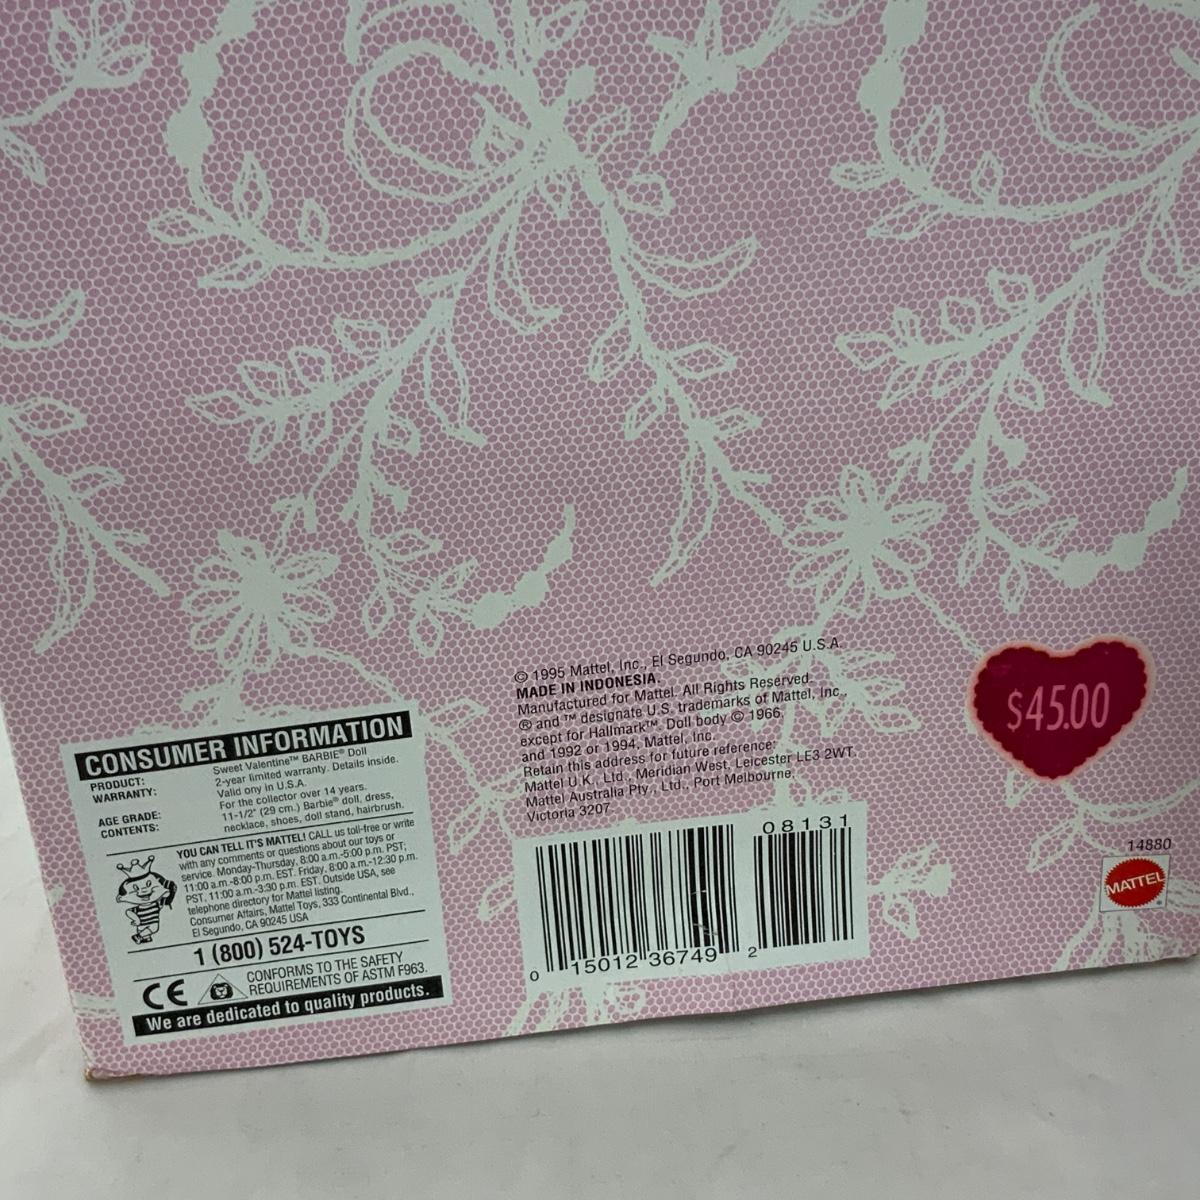 © 1995 Mattel, Inc., El Segundo, CA 90245 U.S.A.
MADE IN INDONESIA.
Manufactured for Mattel. All Rights Reserved.
® and ™ designate U.S. trademarks of Mattel, Inc.,
except for Hallmark™. Doll body © 1966,
and 1992 or 1994, Mattel, Inc.
Retain this address for future reference:
Mattel U.K., Ltd., Meridian West, Leicester LE3 2WT.
Mattel Australia Pty., Ltd., Port Melbourne,
Victoria 3207.
$45.00
CONSUMER INFORMATION
PRODUCT: Sweet Valentine™ BARBIE® Doll
WARRANTY: 2-year limited warranty. Details inside.
Valid ony in U.S.A.
AGE GRADE: For the collector over 14 years.
CONTENTS: 11-1/2" (29 cm.) Barbie® doll, dress,
necklace, shoes, doll stand, hairbrush.
YOU CAN TELL IT'S MATTEL! CALL us toll-free or write
with any comments or questions about our toys or
service. Monday-Thursday, 8:00 a.m.-5:00 p.m. PST;
11:00 a.m.-8:00 p.m. EST. Friday, 8:00 a.m.-12:30 p.m.
PST, 11:00 a.m.-3:30 p.m. EST. Outside USA, see
telephone directory for Mattel listing.
Consumer Affairs, Mattel Toys, 333 Continental Blvd.,
El Segundo, CA 90245 USA
1 (800) 524-TOYS
CE CONFORMS TO THE SAFETY
REQUIREMENTS OF ASTM F963.
We are dedicated to quality products.
08131
0 15012 36749 2
14880
MATTEL®